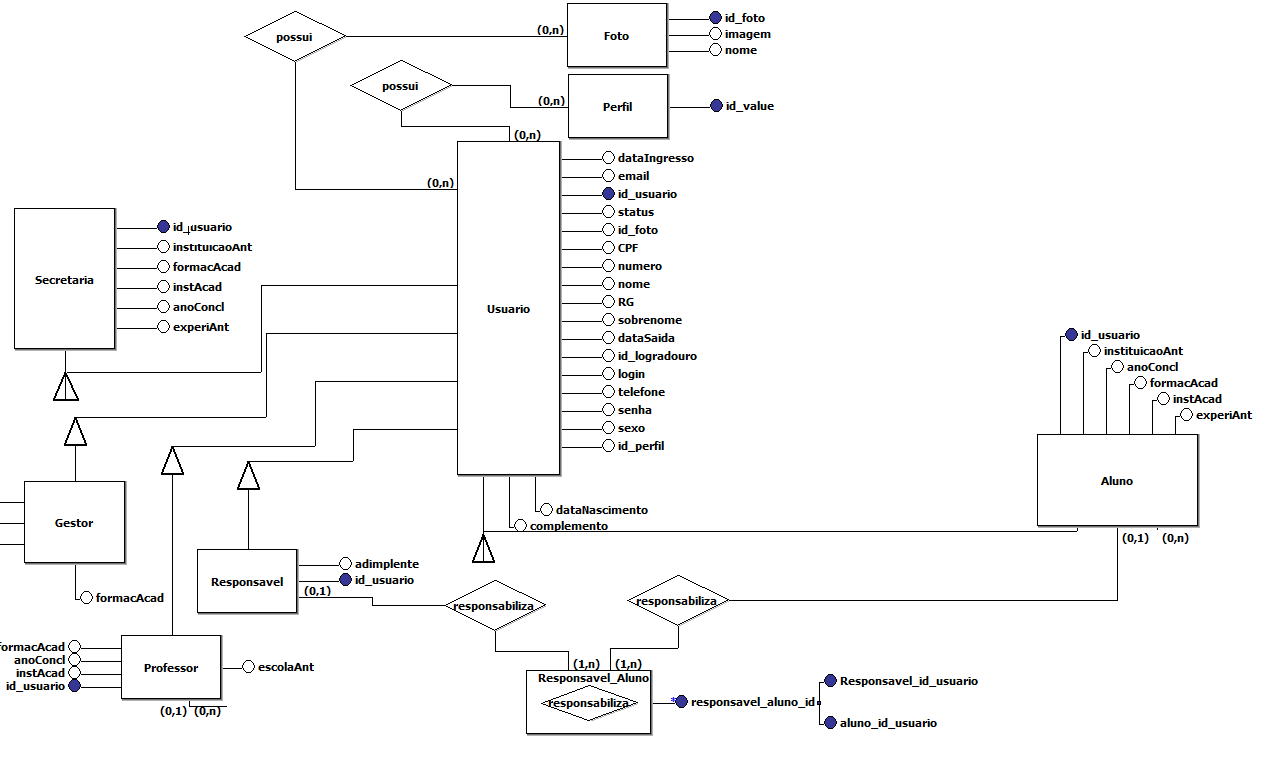 possui
(0,n)
Foto
id_foto
imagem
nome
possui
(0,n)
Perfil
id_value
(0,n)
(0,n)
Usuario
dataIngresso
email
id_usuario
status
id_foto
CPF
numero
nome
RG
sobrenome
dataSaida
id_logradouro
login
telefone
senha
sexo
id_perfil
dataNascimento
complemento
Secretaria
id_usuario
instituicaoAnt
formacAcad
instAcad
anoConcl
experiAnt
id_usuario
instituicaoAnt
anoConcl
formacAcad
instAcad
experiAnt
Aluno
(0,1) (0,n)
Gestor
formacAcad
Responsavel
adimplente
id_usuario
(0,1)
responsabiliza
responsabiliza
formacAcad
anoConcl
instAcad
id_usuario
Professor
escolaAnt
(0,1) (0,n)
(1,n) (1,n)
Responsavel_Aluno
responsabiliza
responsavel_aluno_id
Responsavel_id_usuario
aluno_id_usuario